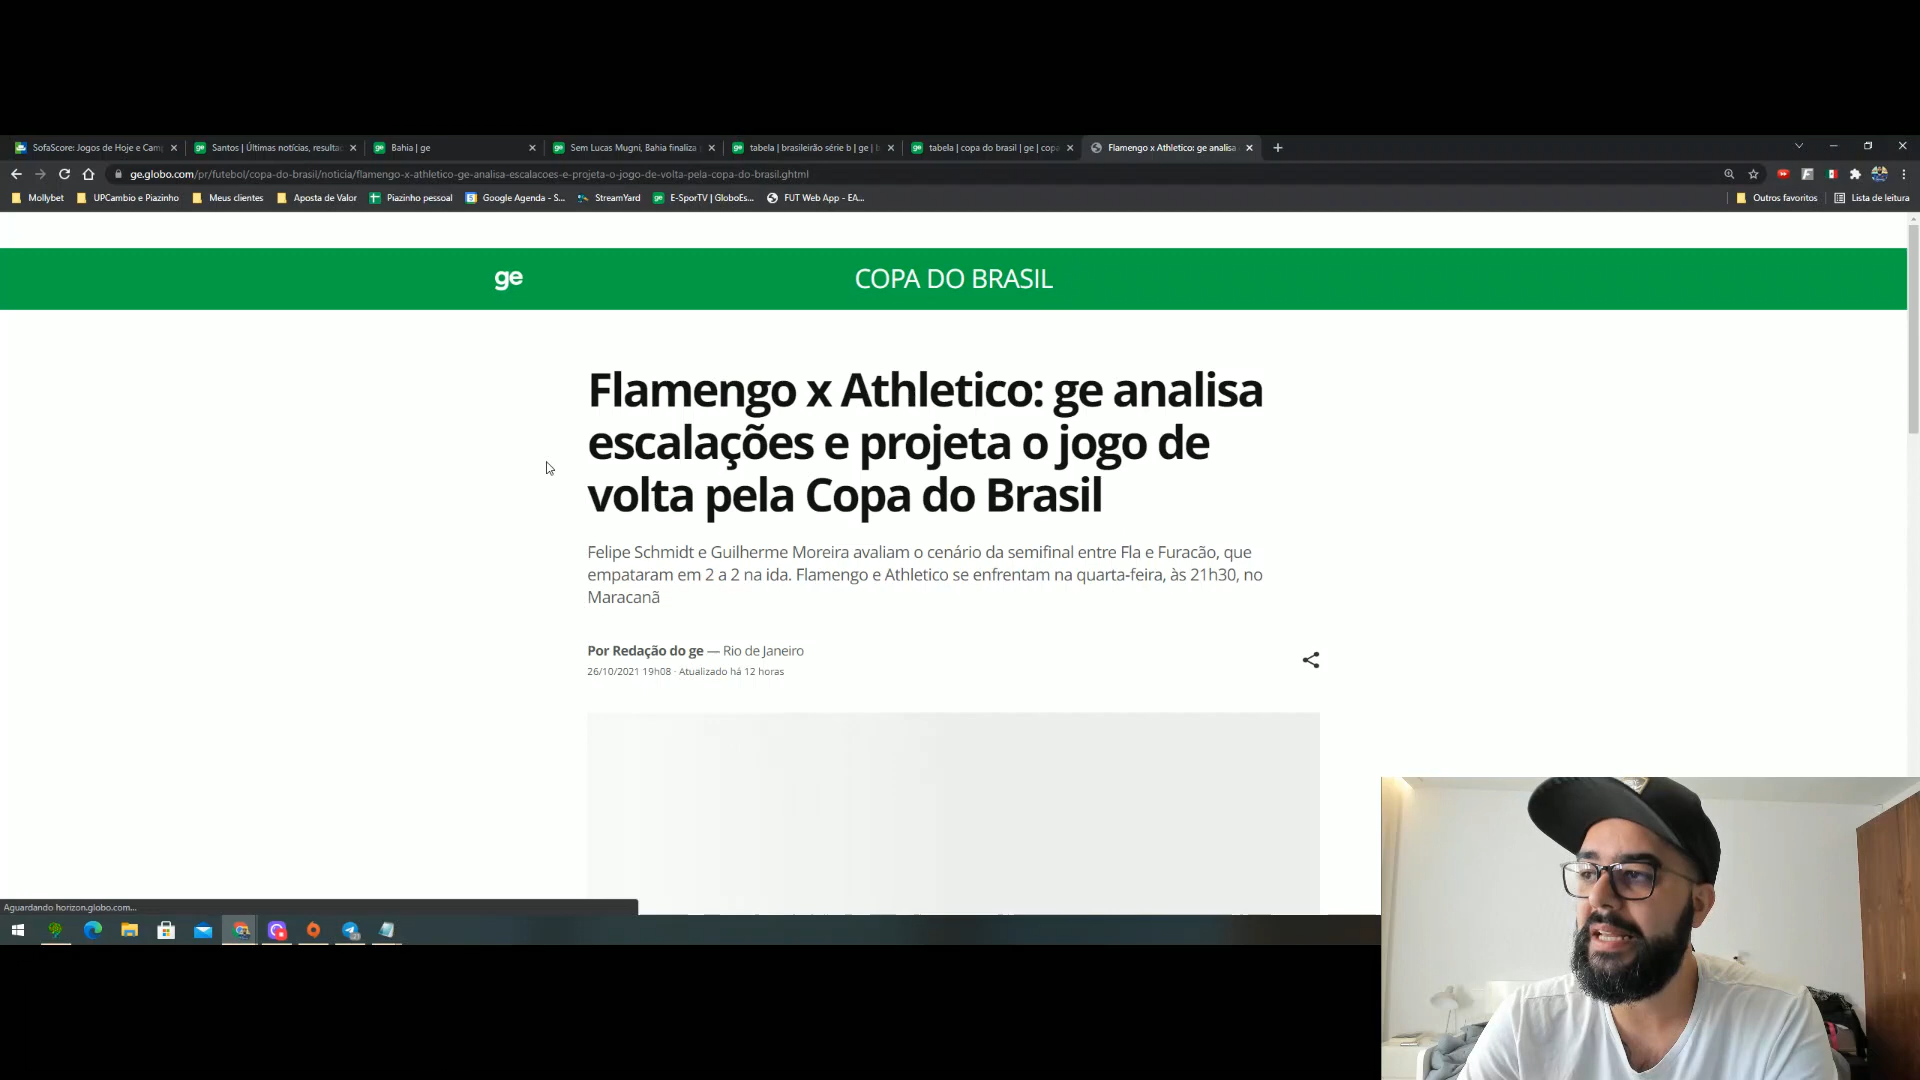 SofaScore: Jogos de Hoje e Cam
Santos | Últimas notícias, resulta
Bahia | ge
Sem Lucas Mugni, Bahia finaliza
tabela | brasileirão série b | ge | b
tabela | copa do brasil | ge | copa
Flamengo x Athletico: ge analisa
ge.globo.com/pr/futebol/copa-do-brasil/noticia/flamengo-x-athletico-ge-analisa-escalacoes-e-projeta-o-jogo-de-volta-pela-copa-do-brasil.ghtml
Mollybet
UPCambio e Piazinho
Meus clientes
Aposta de Valor
Piazinho pessoal
Google Agenda - S...
StreamYard
E-SporTV | GloboEs...
FUT Web App - EA...
Outros favoritos
Lista de leitura
ge
COPA DO BRASIL
Flamengo x Athletico: ge analisa
escalações e projeta o jogo de
volta pela Copa do Brasil
Felipe Schmidt e Guilherme Moreira avaliam o cenário da semifinal entre Fla e Furacão, que
empataram em 2 a 2 na ida. Flamengo e Athletico se enfrentam na quarta-feira, às 21h30, no
Maracanã
Por Redação do ge — Rio de Janeiro
26/10/2021 19h08 · Atualizado há 12 horas
Aguardando horizon.globo.com...